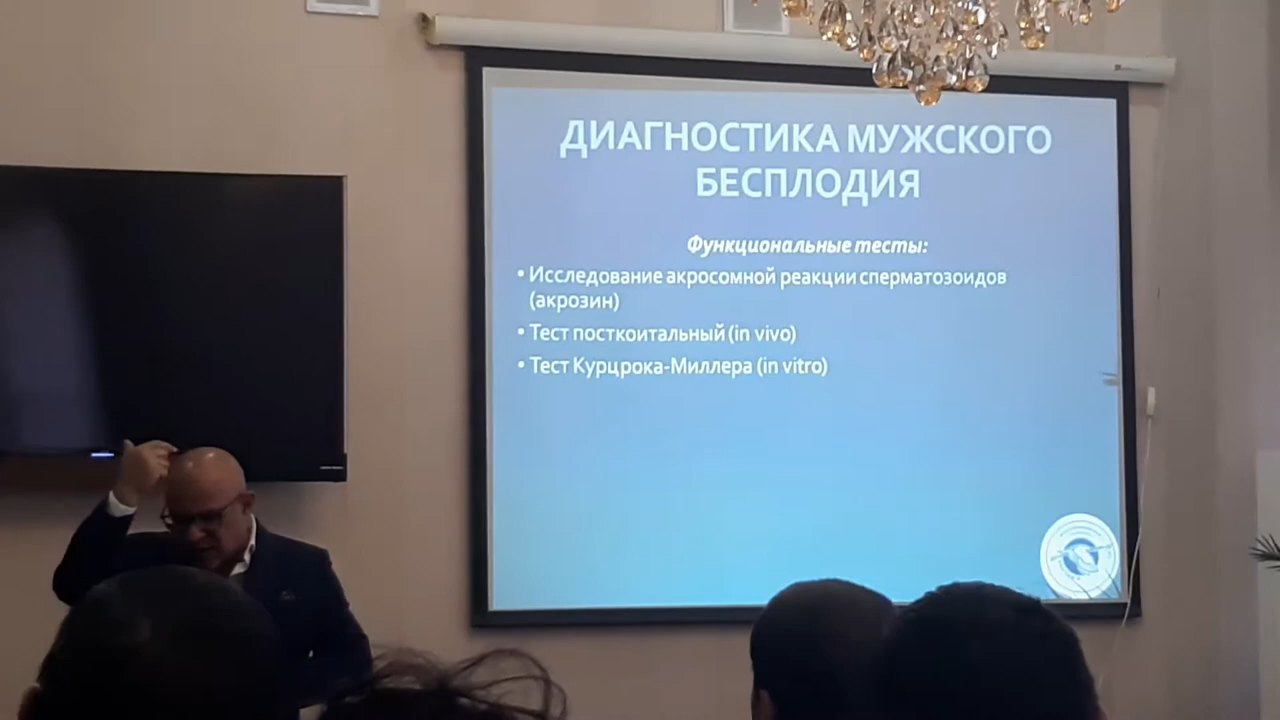 ДИАГНОСТИКА МУЖСКОГО
БЕСПЛОДИЯ
Функциональные тесты:
• Исследование акросомной реакции сперматозоидов
(акрозин)
• Тест посткоитальный (in vivo)
• Тест Курцрока-Миллера (in vitro)